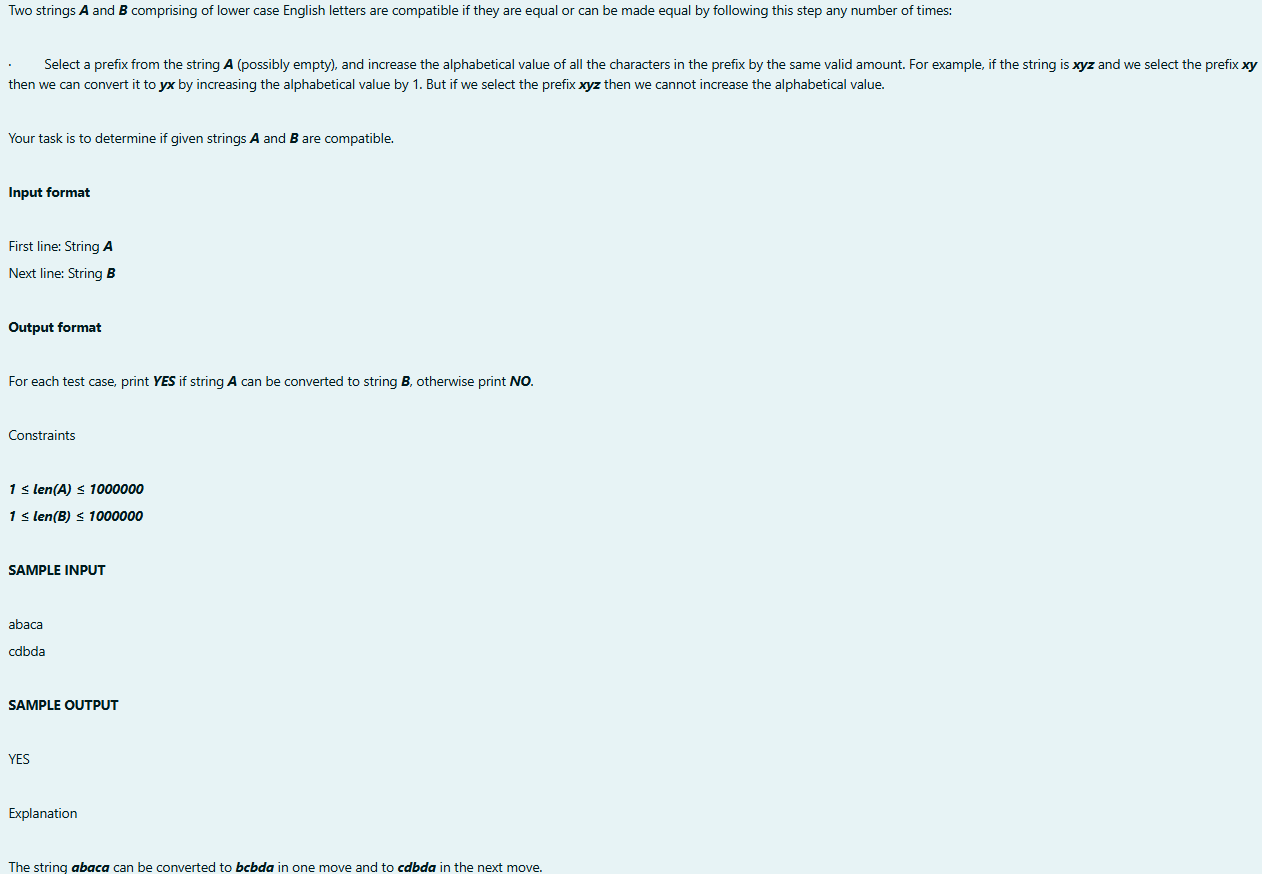 Two strings A and B comprising of lower case English letters are compatible if they are equal or can be made equal by following this step any number of times:
· Select a prefix from the string A (possibly empty), and increase the alphabetical value of all the characters in the prefix by the same valid amount. For example, if the string is xyz and we select the prefix xy
then we can convert it to yx by increasing the alphabetical value by 1. But if we select the prefix xyz then we cannot increase the alphabetical value.
Your task is to determine if given strings A and B are compatible.
Input format
First line: String A
Next line: String B
Output format
For each test case, print YES if string A can be converted to string B, otherwise print NO.
Constraints
1 ≤ len(A) ≤ 1000000
1 ≤ len(B) ≤ 1000000
SAMPLE INPUT
abaca
cdbda
SAMPLE OUTPUT
YES
Explanation
The string abaca can be converted to bcbda in one move and to cdbda in the next move.